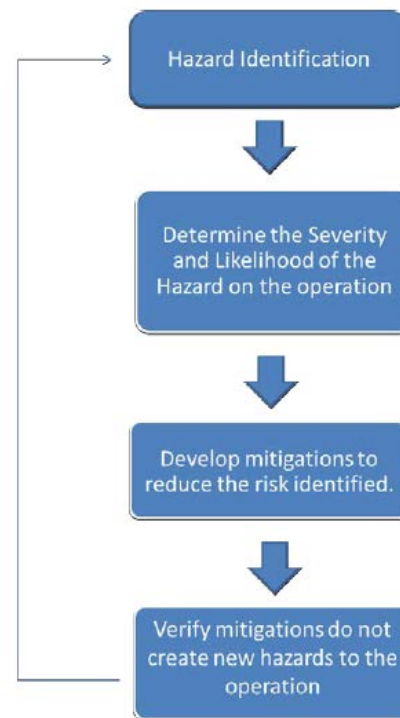 Hazard Identification
Determine the Severity
and Likelihood of the
Hazard on the operation
Develop mitigations to
reduce the risk identified.
Verify mitigations do not
create new hazards to the
operation